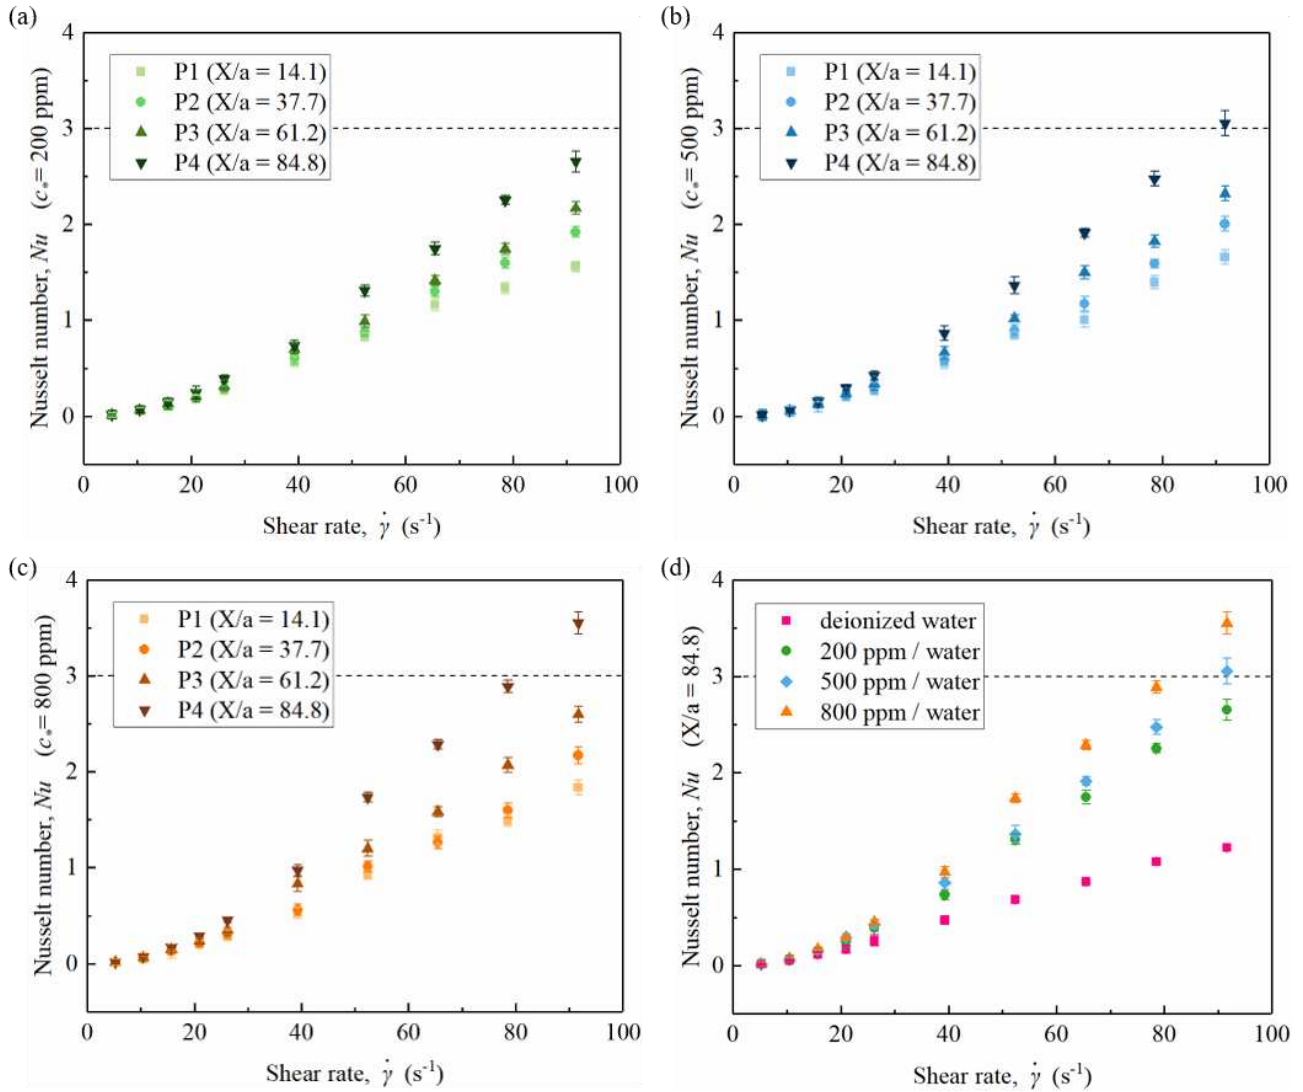 (a)
4
3
2
1
0
0 20 40 60 80 100
Nusselt number, Nu (c*= 200 ppm)
P1 (X/a = 14.1)
P2 (X/a = 37.7)
P3 (X/a = 61.2)
P4 (X/a = 84.8)
Shear rate, γ̇ (s⁻¹)
(b)
4
3
2
1
0
0 20 40 60 80 100
Nusselt number, Nu (c*= 500 ppm)
P1 (X/a = 14.1)
P2 (X/a = 37.7)
P3 (X/a = 61.2)
P4 (X/a = 84.8)
Shear rate, γ̇ (s⁻¹)
(c)
4
3
2
1
0
0 20 40 60 80 100
Nusselt number, Nu (c*= 800 ppm)
P1 (X/a = 14.1)
P2 (X/a = 37.7)
P3 (X/a = 61.2)
P4 (X/a = 84.8)
Shear rate, γ̇ (s⁻¹)
(d)
4
3
2
1
0
0 20 40 60 80 100
Nusselt number, Nu (X/a = 84.8)
deionized water
200 ppm / water
500 ppm / water
800 ppm / water
Shear rate, γ̇ (s⁻¹)